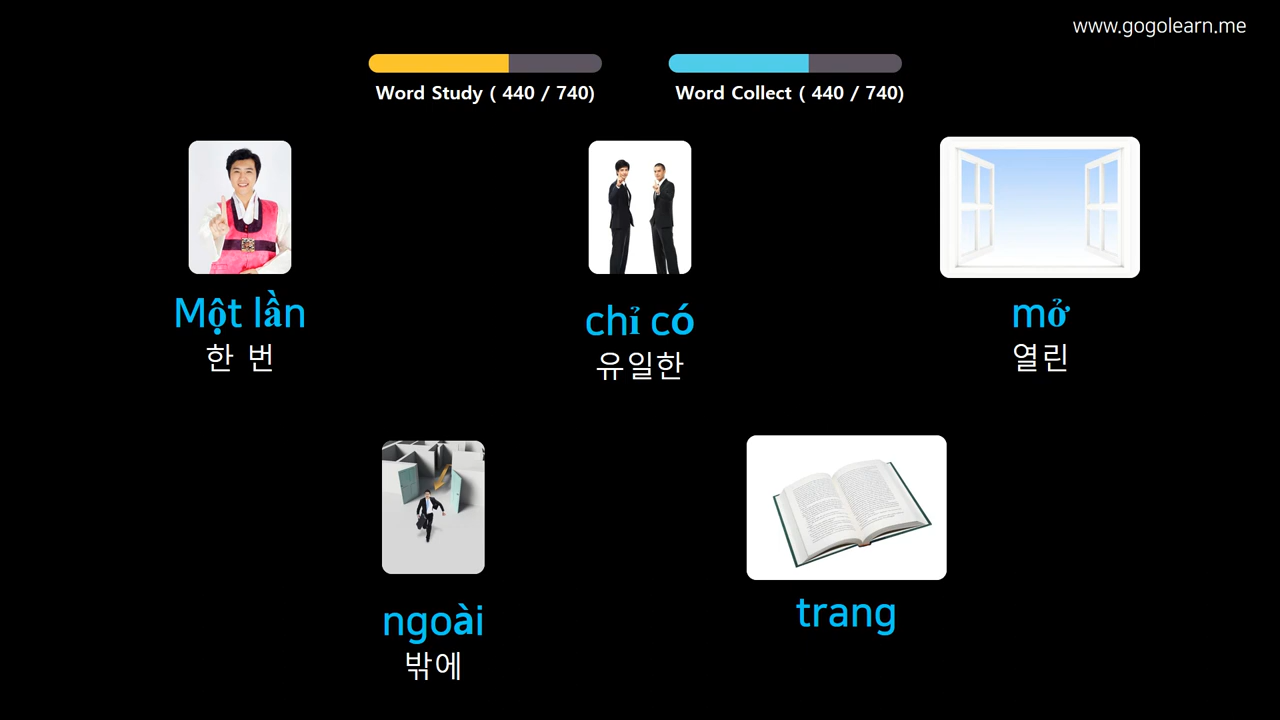 www.gogolearn.me
Word Study ( 440 / 740)
Word Collect ( 440 / 740)
Một lần
한 번
chỉ có
유일한
mở
열린
ngoài
밖에
trang